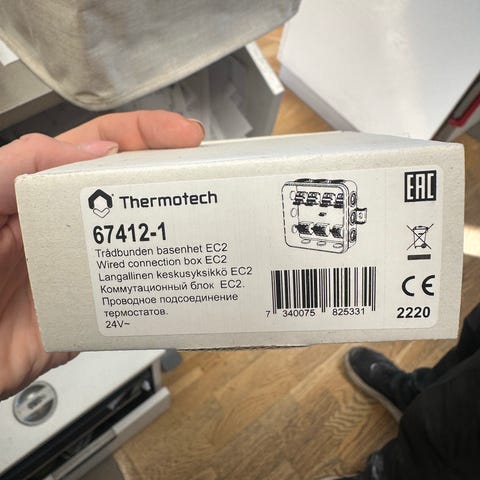 Thermotech
67412-1
Trådbunden basenhet EC2
Wired connection box EC2
Langallinen keskusyksikkö EC2
Коммутационный блок EC2.
Проводное подсоединение
термостатов.
24V~
7 340075 825331
EAC
CE
2220